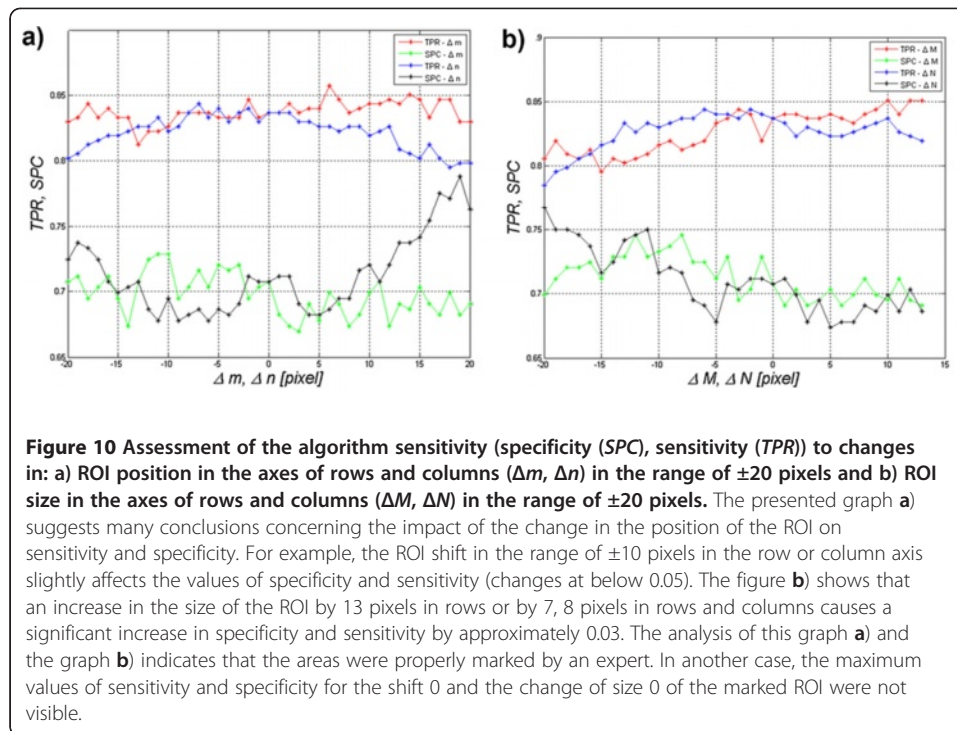 a)
TPR - Δ m
SPC - Δ m
TPR - Δ n
SPC - Δ n
0.85
0.8
0.75
0.7
0.65
TPR, SPC
-20 -15 -10 -5 0 5 10 15 20
Δ m, Δ n [pixel]
b)
TPR - Δ M
SPC - Δ M
TPR - Δ N
SPC - Δ N
.9
0.85
0.8
0.75
0.7
0.65
TPR, SPC
-20 -15 -10 -5 0 5 10 15
Δ M, Δ N [pixel]
Figure 10 Assessment of the algorithm sensitivity (specificity (SPC), sensitivity (TPR)) to changes
in: a) ROI position in the axes of rows and columns (Δm, Δn) in the range of ±20 pixels and b) ROI
size in the axes of rows and columns (ΔM, ΔN) in the range of ±20 pixels. The presented graph a)
suggests many conclusions concerning the impact of the change in the position of the ROI on
sensitivity and specificity. For example, the ROI shift in the range of ±10 pixels in the row or column axis
slightly affects the values of specificity and sensitivity (changes at below 0.05). The figure b) shows that
an increase in the size of the ROI by 13 pixels in rows or by 7, 8 pixels in rows and columns causes a
significant increase in specificity and sensitivity by approximately 0.03. The analysis of this graph a) and
the graph b) indicates that the areas were properly marked by an expert. In another case, the maximum
values of sensitivity and specificity for the shift 0 and the change of size 0 of the marked ROI were not
visible.